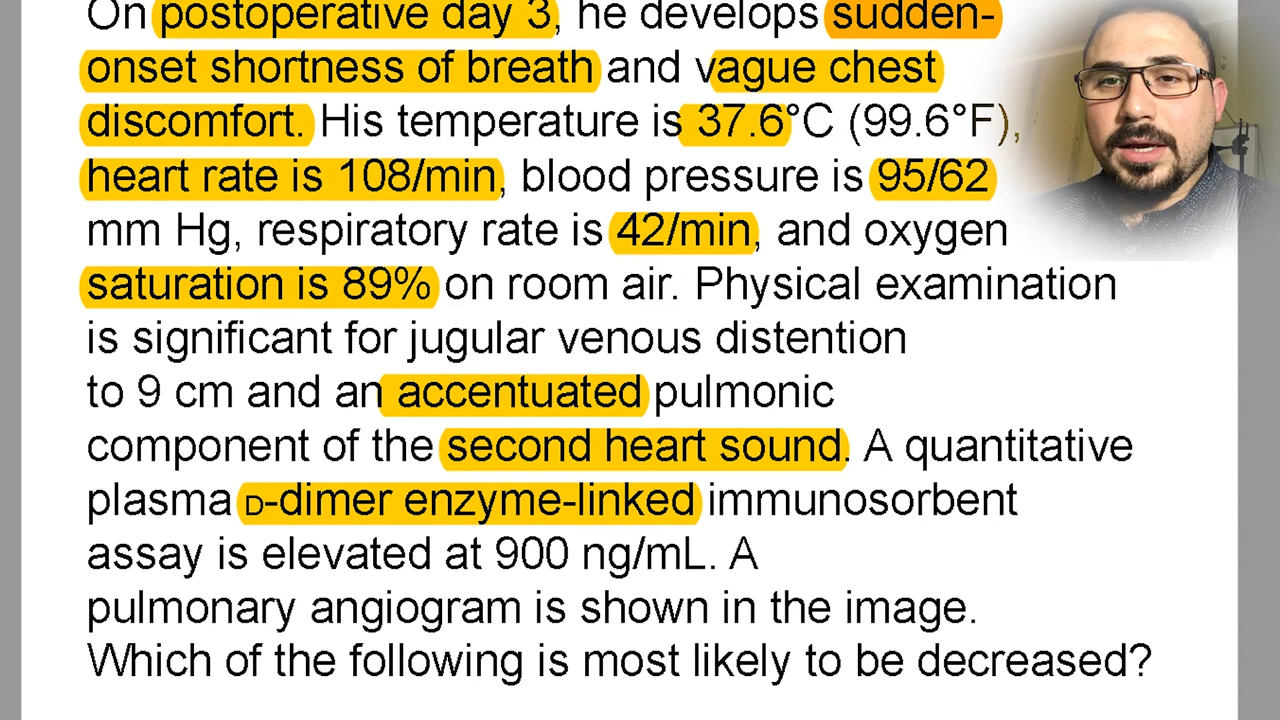 On postoperative day 3, he develops sudden-
onset shortness of breath and vague chest
discomfort. His temperature is 37.6°C (99.6°F),
heart rate is 108/min, blood pressure is 95/62
mm Hg, respiratory rate is 42/min, and oxygen
saturation is 89% on room air. Physical examination
is significant for jugular venous distention
to 9 cm and an accentuated pulmonic
component of the second heart sound. A quantitative
plasma D-dimer enzyme-linked immunosorbent
assay is elevated at 900 ng/mL. A
pulmonary angiogram is shown in the image.
Which of the following is most likely to be decreased?